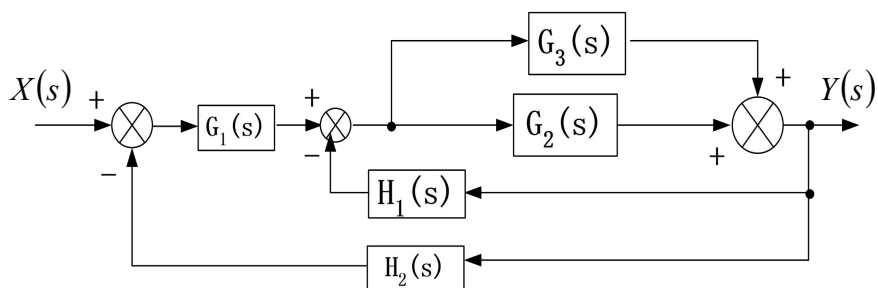 G₃(s)
+
X(s)
+
G₁(s)
+
G₂(s)
+
Y(s)
−
−
H₁(s)
H₂(s)